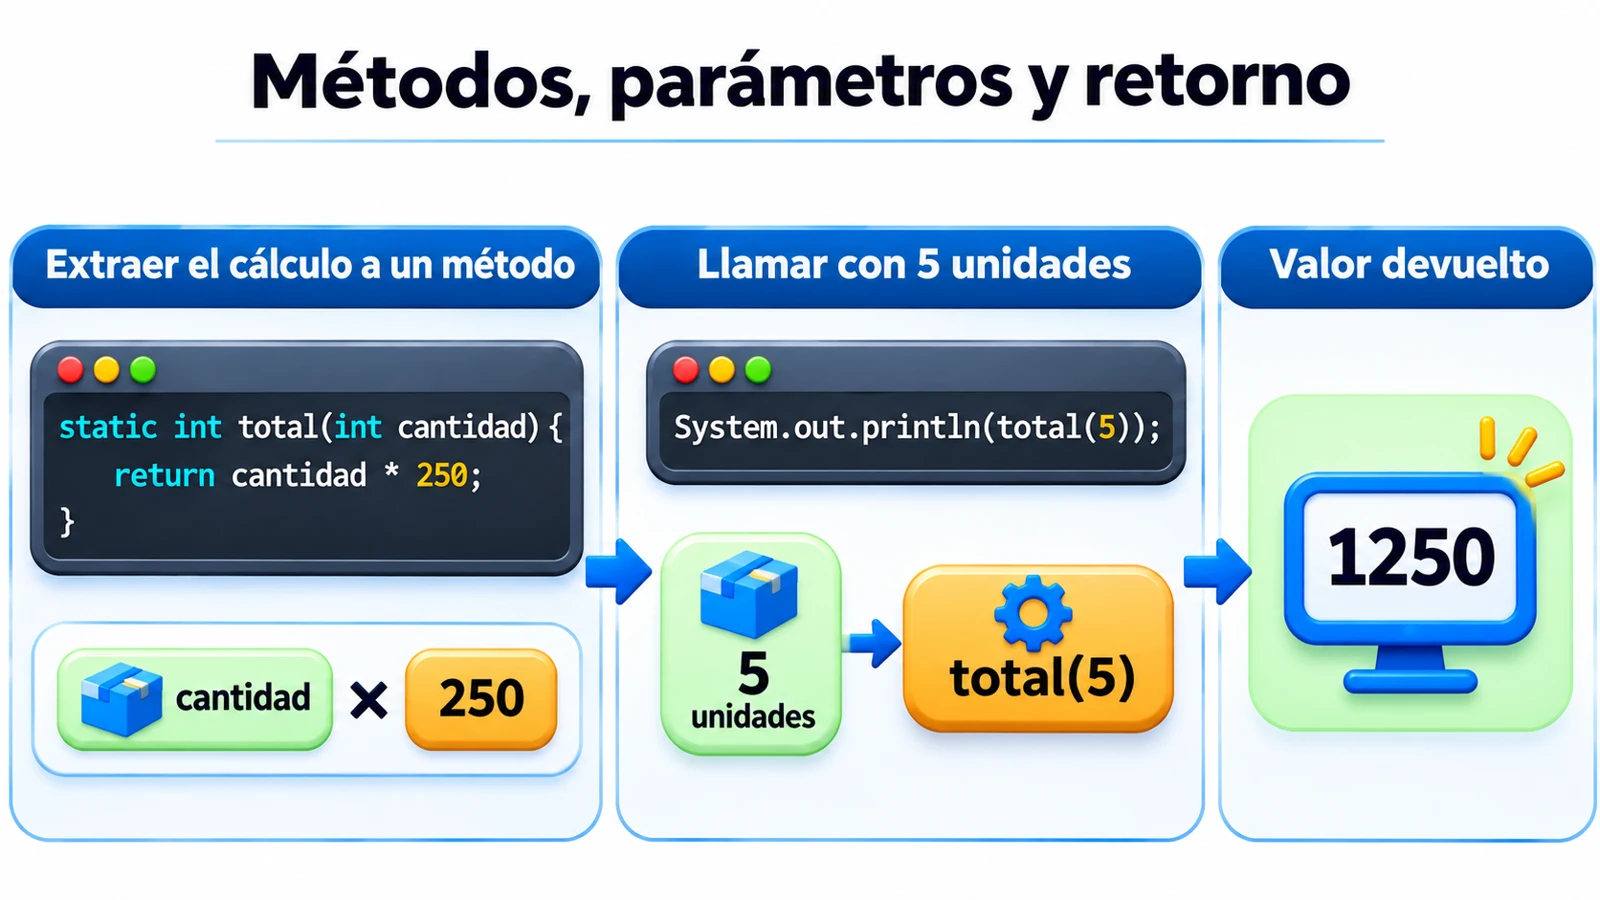 Métodos, parámetros y retorno
Extraer el cálculo a un método
static int total(int cantidad){
return cantidad * 250;
}
cantidad × 250
Llamar con 5 unidades
System.out.println(total(5));
5
unidades
total(5)
Valor devuelto
1250